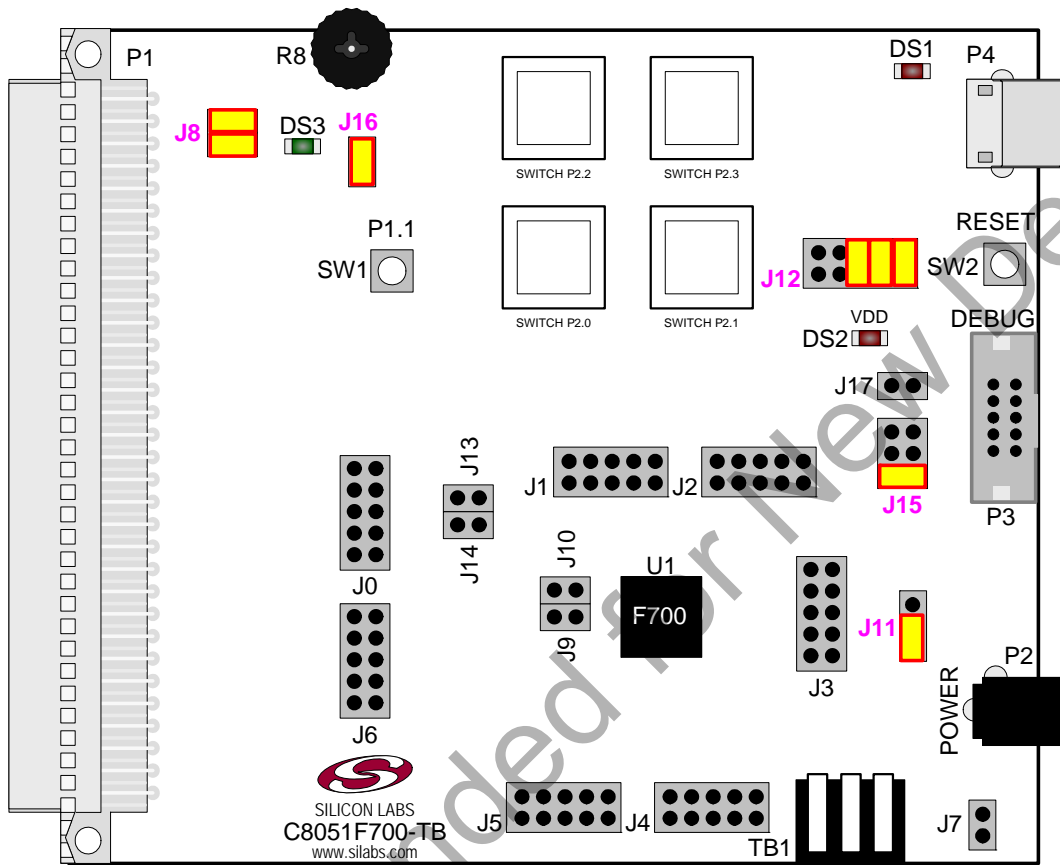 P1
R8
DS1
P4
J8
DS3
J16
SWITCH P2.2
SWITCH P2.3
P1.1
SW1
RESET
J12
SW2
SWITCH P2.0
SWITCH P2.1
VDD
DS2
DEBUG
J17
J13
J1
J2
J15
P3
J14
J10
J0
U1
F700
J11
J9
J3
P2
POWER
J6
SILICON LABS
C8051F700-TB
www.silabs.com
J5
J4
TB1
J7
nded for New De